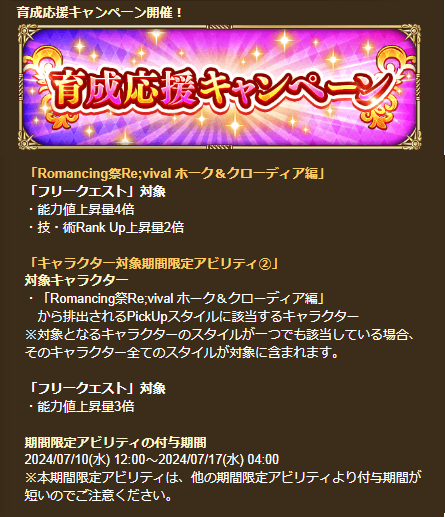 育成応援キャンペーン開催！
育成応援キャンペーン
「Romancing祭Re;vival ホーク＆クローディア編」
「フリークエスト」対象
・能力値上昇量4倍
・技・術Rank Up上昇量2倍
「キャラクター対象期間限定アビリティ②」
対象キャラクター
・「Romancing祭Re;vival ホーク＆クローディア編」
から排出されるPickUpスタイルに該当するキャラクター
※対象となるキャラクターのスタイルが一つでも該当している場合、
そのキャラクター全てのスタイルが対象に含まれます。
「フリークエスト」対象
・能力値上昇量3倍
期間限定アビリティの付与期間
2024/07/10(水) 12:00～2024/07/17(水) 04:00
※本期間限定アビリティは、他の期間限定アビリティより付与期間が
短いのでご注意ください。